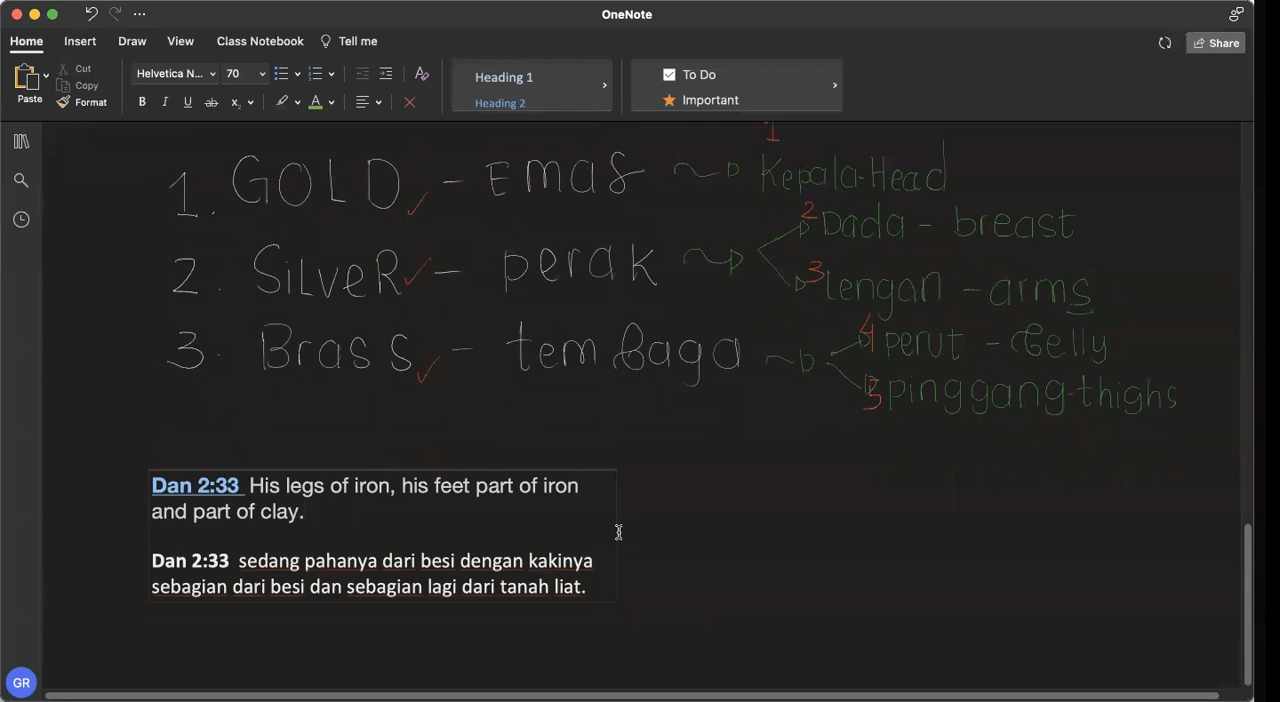 OneNote
Share
Home Insert Draw View Class Notebook Tell me
Paste
Cut
Copy
Format
Helvetica N... 70
B I U ab x A
Heading 1
Heading 2
To Do
Important
1
1. GOLD - EmaS Kepala-Head
2 Dada - breast
2. SilveR - perak
3 lengan - arms
3. Brass - tembaga
4 perut - belly
5 pinggang-thighs
Dan 2:33 His legs of iron, his feet part of iron
and part of clay.
Dan 2:33 sedang pahanya dari besi dengan kakinya
sebagian dari besi dan sebagian lagi dari tanah liat.
GR